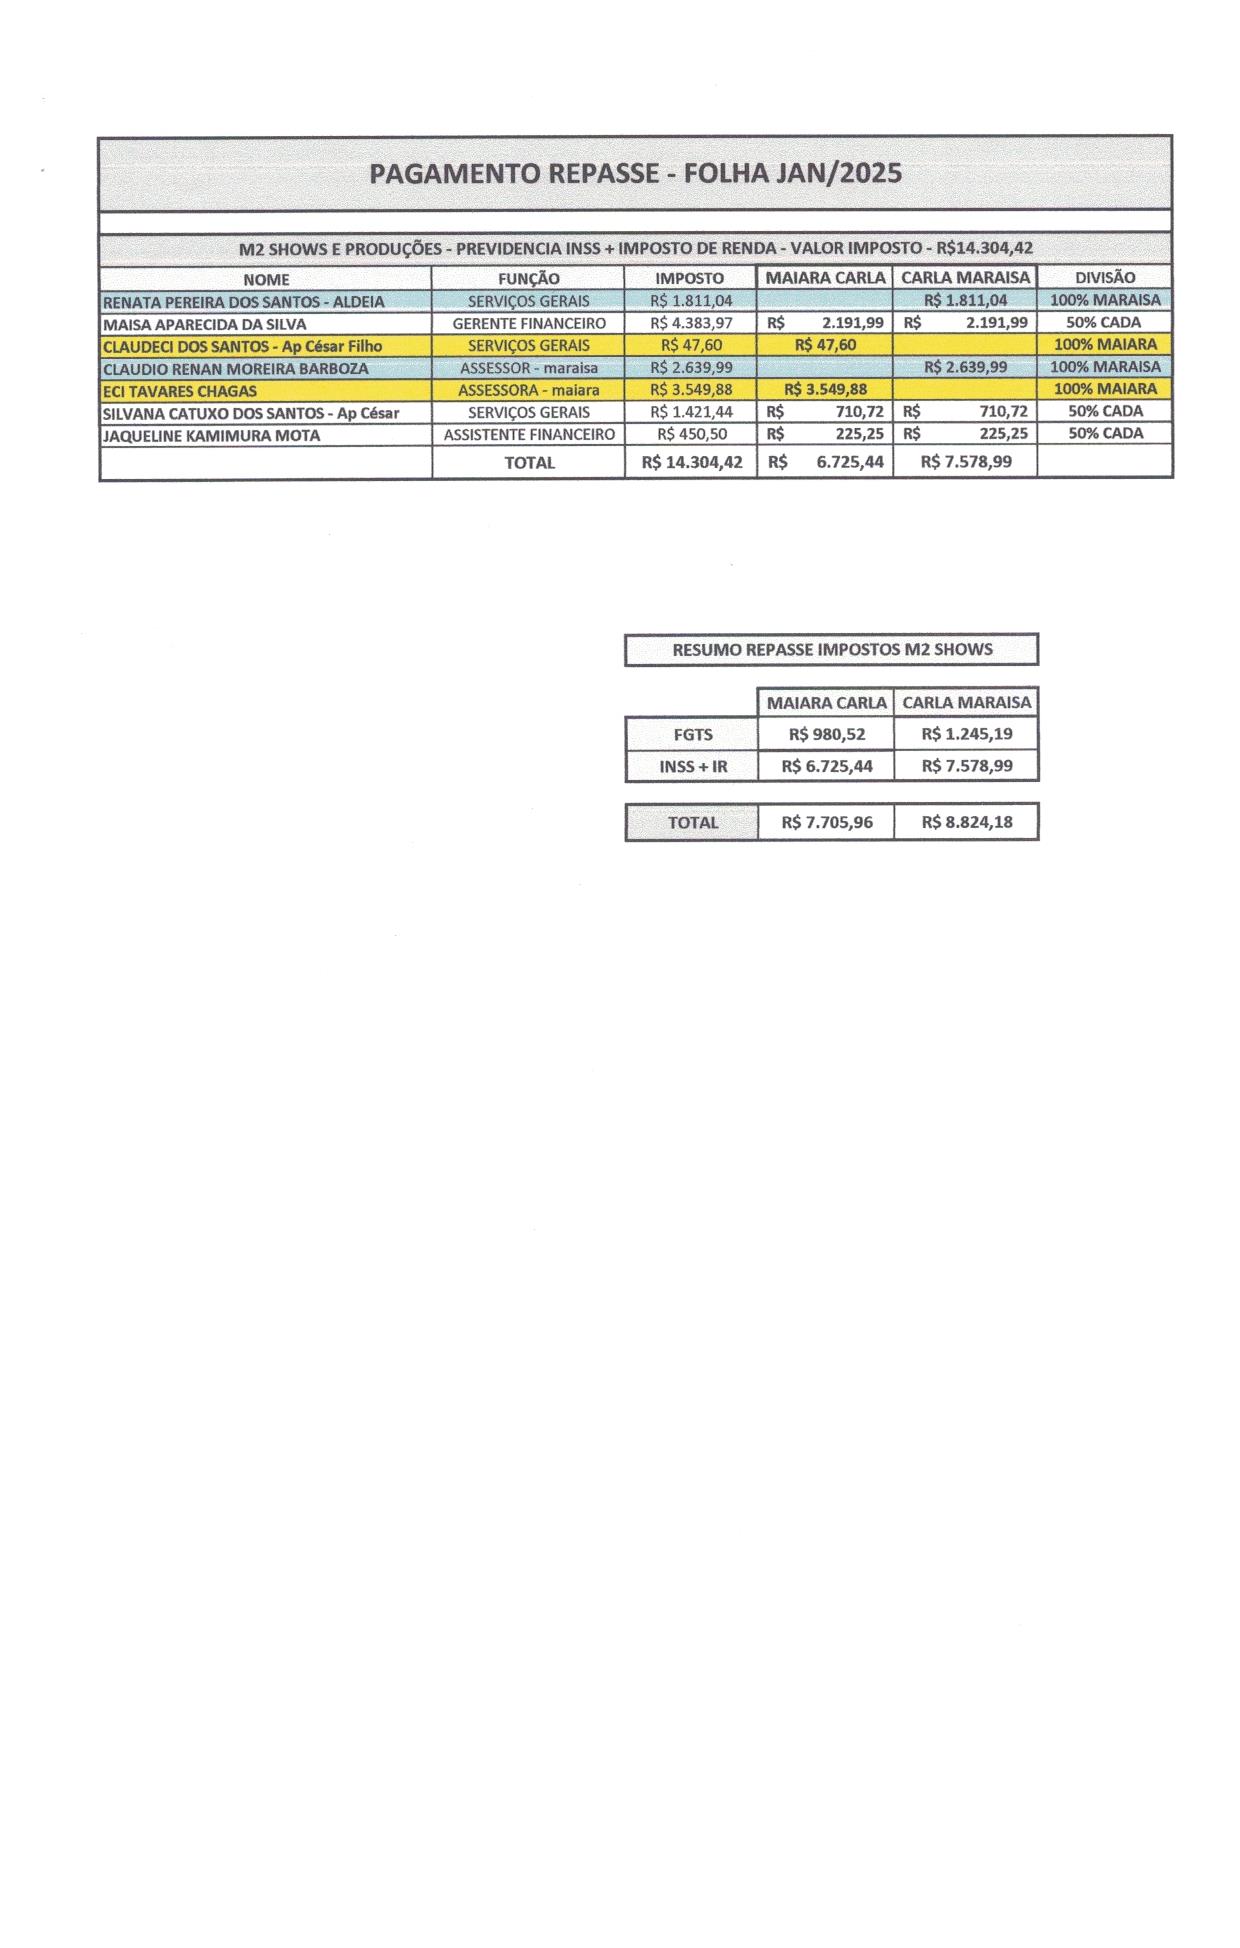 PAGAMENTO REPASSE - FOLHA JAN/2025
M2 SHOWS E PRODUÇÕES - PREVIDENCIA INSS + IMPOSTO DE RENDA - VALOR IMPOSTO - R$14.304,42
NOME FUNÇÃO IMPOSTO MAIARA CARLA CARLA MARAISA DIVISÃO
RENATA PEREIRA DOS SANTOS - ALDEIA SERVIÇOS GERAIS R$ 1.811,04 R$ 1.811,04 100% MARAISA
MAISA APARECIDA DA SILVA GERENTE FINANCEIRO R$ 4.383,97 R$ 2.191,99 R$ 2.191,99 50% CADA
CLAUDECI DOS SANTOS - Ap César Filho SERVIÇOS GERAIS R$ 47,60 R$ 47,60 100% MAIARA
CLAUDIO RENAN MOREIRA BARBOZA ASSESSOR - maraisa R$ 2.639,99 R$ 2.639,99 100% MARAISA
ECI TAVARES CHAGAS ASSESSORA - maiara R$ 3.549,88 R$ 3.549,88 100% MAIARA
SILVANA CATUXO DOS SANTOS - Ap César SERVIÇOS GERAIS R$ 1.421,44 R$ 710,72 R$ 710,72 50% CADA
JAQUELINE KAMIMURA MOTA ASSISTENTE FINANCEIRO R$ 450,50 R$ 225,25 R$ 225,25 50% CADA
TOTAL R$ 14.304,42 R$ 6.725,44 R$ 7.578,99
RESUMO REPASSE IMPOSTOS M2 SHOWS
MAIARA CARLA CARLA MARAISA
FGTS R$ 980,52 R$ 1.245,19
INSS + IR R$ 6.725,44 R$ 7.578,99
TOTAL R$ 7.705,96 R$ 8.824,18